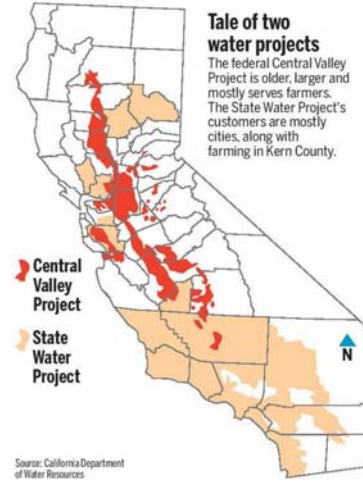 Tale of two
water projects
The federal Central Valley
Project is older, larger and
mostly serves farmers.
The State Water Project's
customers are mostly
cities, along with
farming in Kern County.
Central
Valley
Project
State
Water
Project
N
Source: California Department
of Water Resources